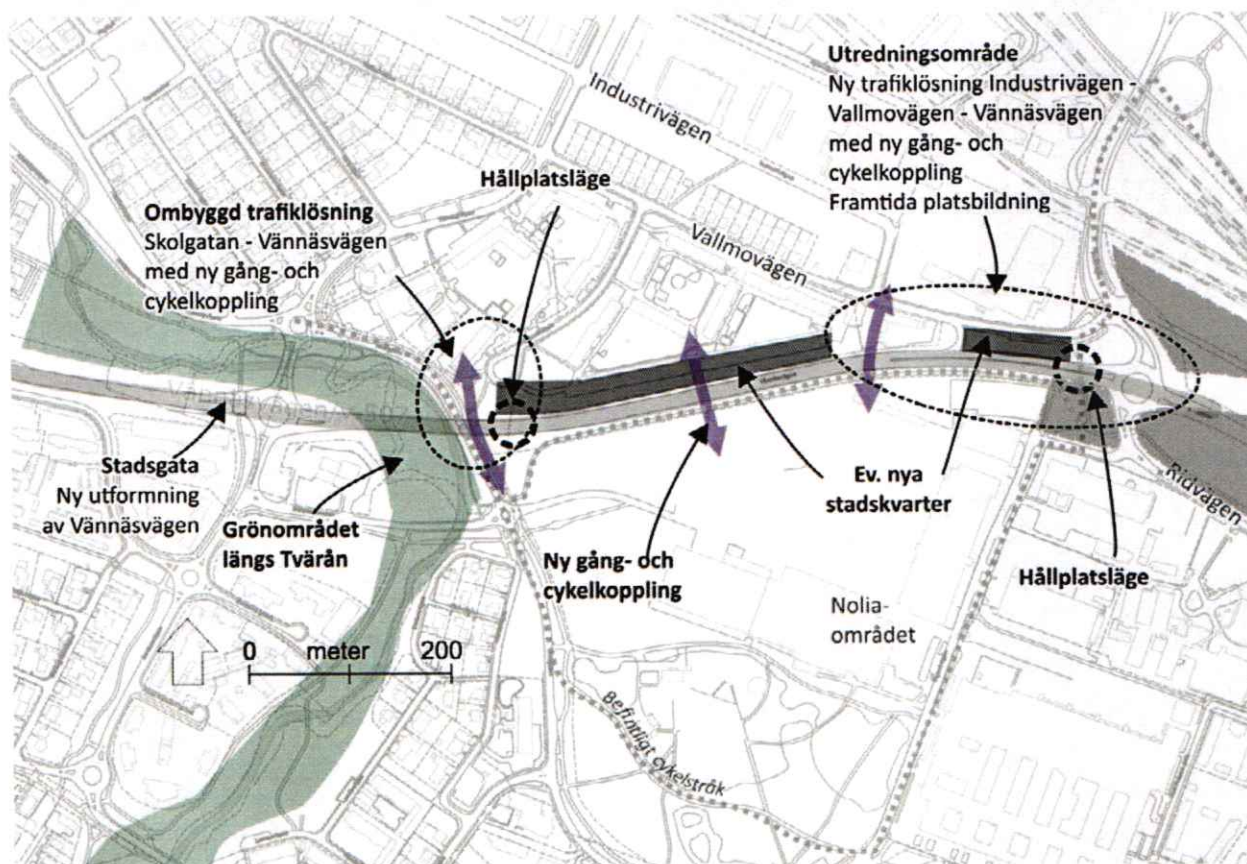 Utredningsområde
Ny trafiklösning Industrivägen -
Vallmovägen - Vännäsvägen
med ny gång- och
cykelkoppling
Framtida platsbildning
Industrivägen
Hållplatsläge
Ombyggd trafiklösning
Skolgatan - Vännäsvägen
med ny gång- och
cykelkoppling
Vallmovägen
Stadsgata
Ny utformning
av Vännäsvägen
Grönområdet
längs Tvärån
Ny gång- och
cykelkoppling
Ev. nya
stadskvarter
Ridvägen
Hållplatsläge
Nolia-
området
0 meter 200
Befintligt cykelstråk